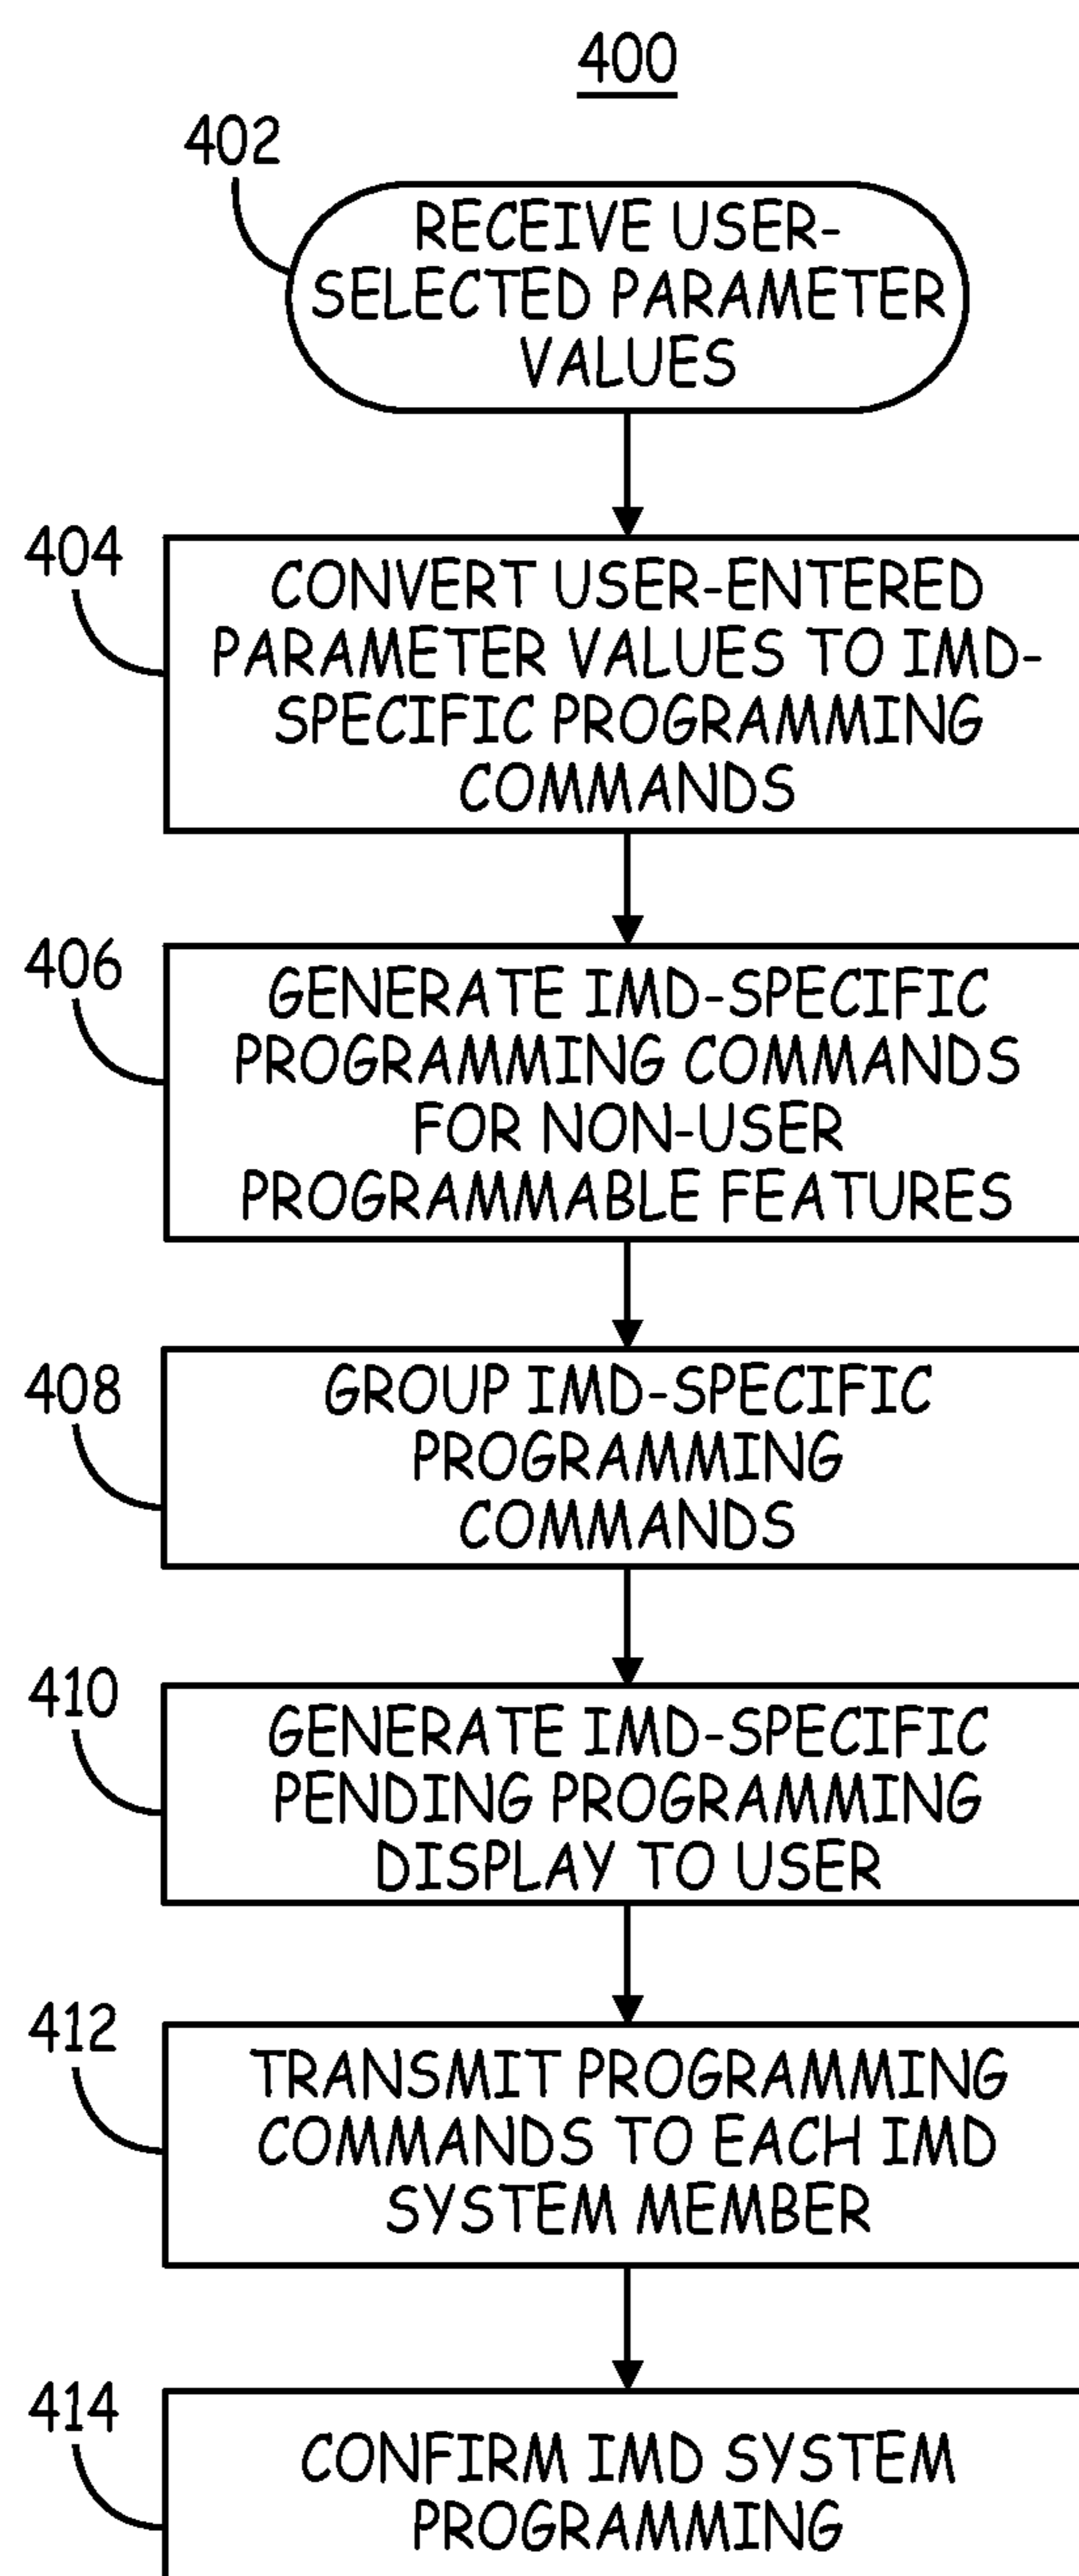 400
402
RECEIVE USER-
SELECTED PARAMETER
VALUES
404
CONVERT USER-ENTERED
PARAMETER VALUES TO IMD-
SPECIFIC PROGRAMMING
COMMANDS
406
GENERATE IMD-SPECIFIC
PROGRAMMING COMMANDS
FOR NON-USER
PROGRAMMABLE FEATURES
408
GROUP IMD-SPECIFIC
PROGRAMMING
COMMANDS
410
GENERATE IMD-SPECIFIC
PENDING PROGRAMMING
DISPLAY TO USER
412
TRANSMIT PROGRAMMING
COMMANDS TO EACH IMD
SYSTEM MEMBER
414
CONFIRM IMD SYSTEM
PROGRAMMING